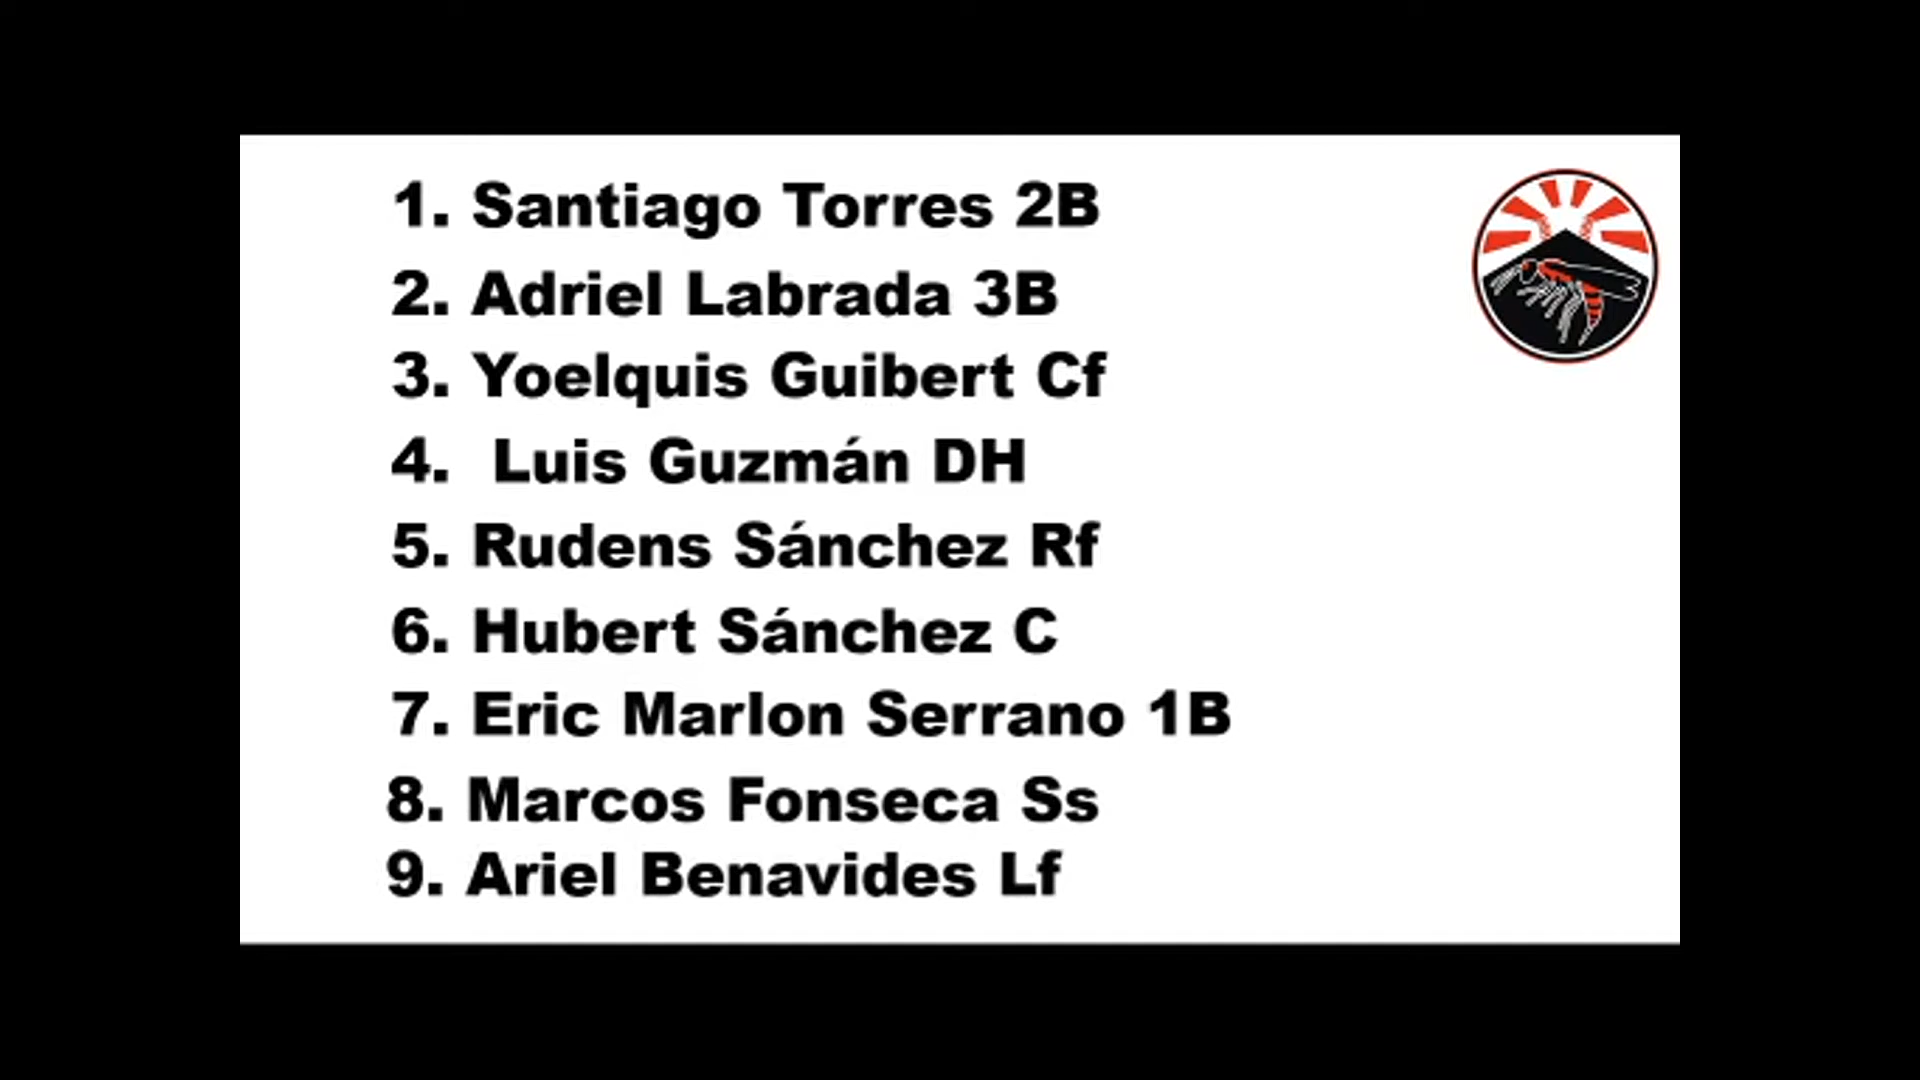 1. Santiago Torres 2B
2. Adriel Labrada 3B
3. Yoelquis Guibert Cf
4. Luis Guzmán DH
5. Rudens Sánchez Rf
6. Hubert Sánchez C
7. Eric Marlon Serrano 1B
8. Marcos Fonseca Ss
9. Ariel Benavides Lf